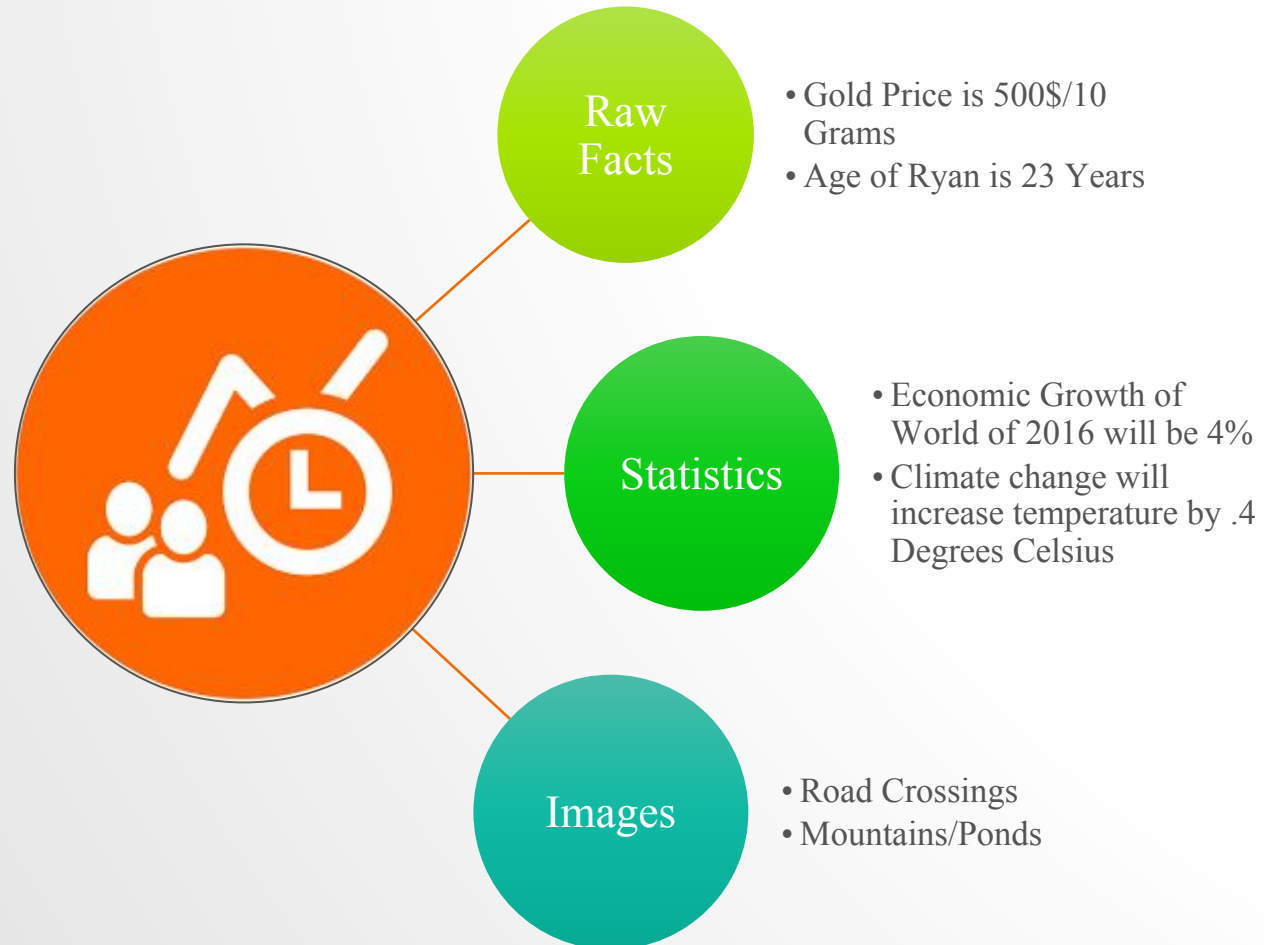 Raw
Facts
• Gold Price is 500$/10
Grams
• Age of Ryan is 23 Years
Statistics
• Economic Growth of
World of 2016 will be 4%
• Climate change will
increase temperature by .4
Degrees Celsius
Images
• Road Crossings
• Mountains/Ponds